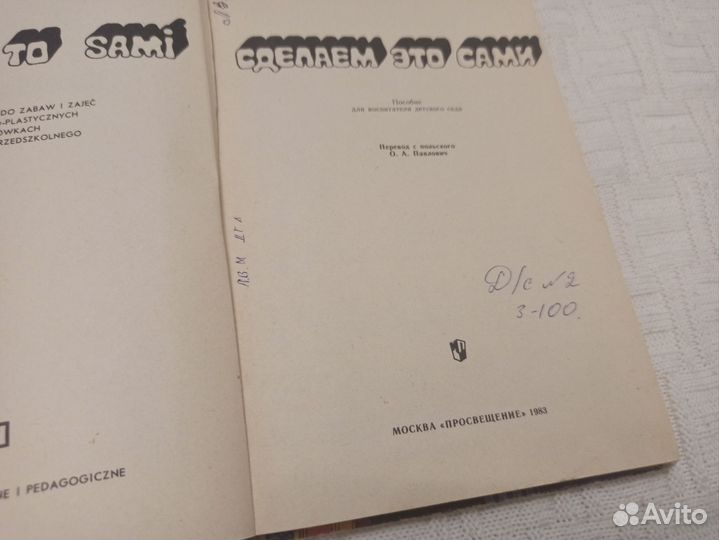 TO SAMI
DO ZABAW I ZAJĘĆ
-PLASTYCZNYCH
ÓWKACH
RZEDSZKOLNEGO
NE I PEDAGOGICZNE
СДЕЛАЕМ ЭТО САМИ
Пособие
для воспитателя детского сада
Перевод с польского
О. А. Павлович
Д/с №2
3-100.
МОСКВА «ПРОСВЕЩЕНИЕ» 1983
Avito